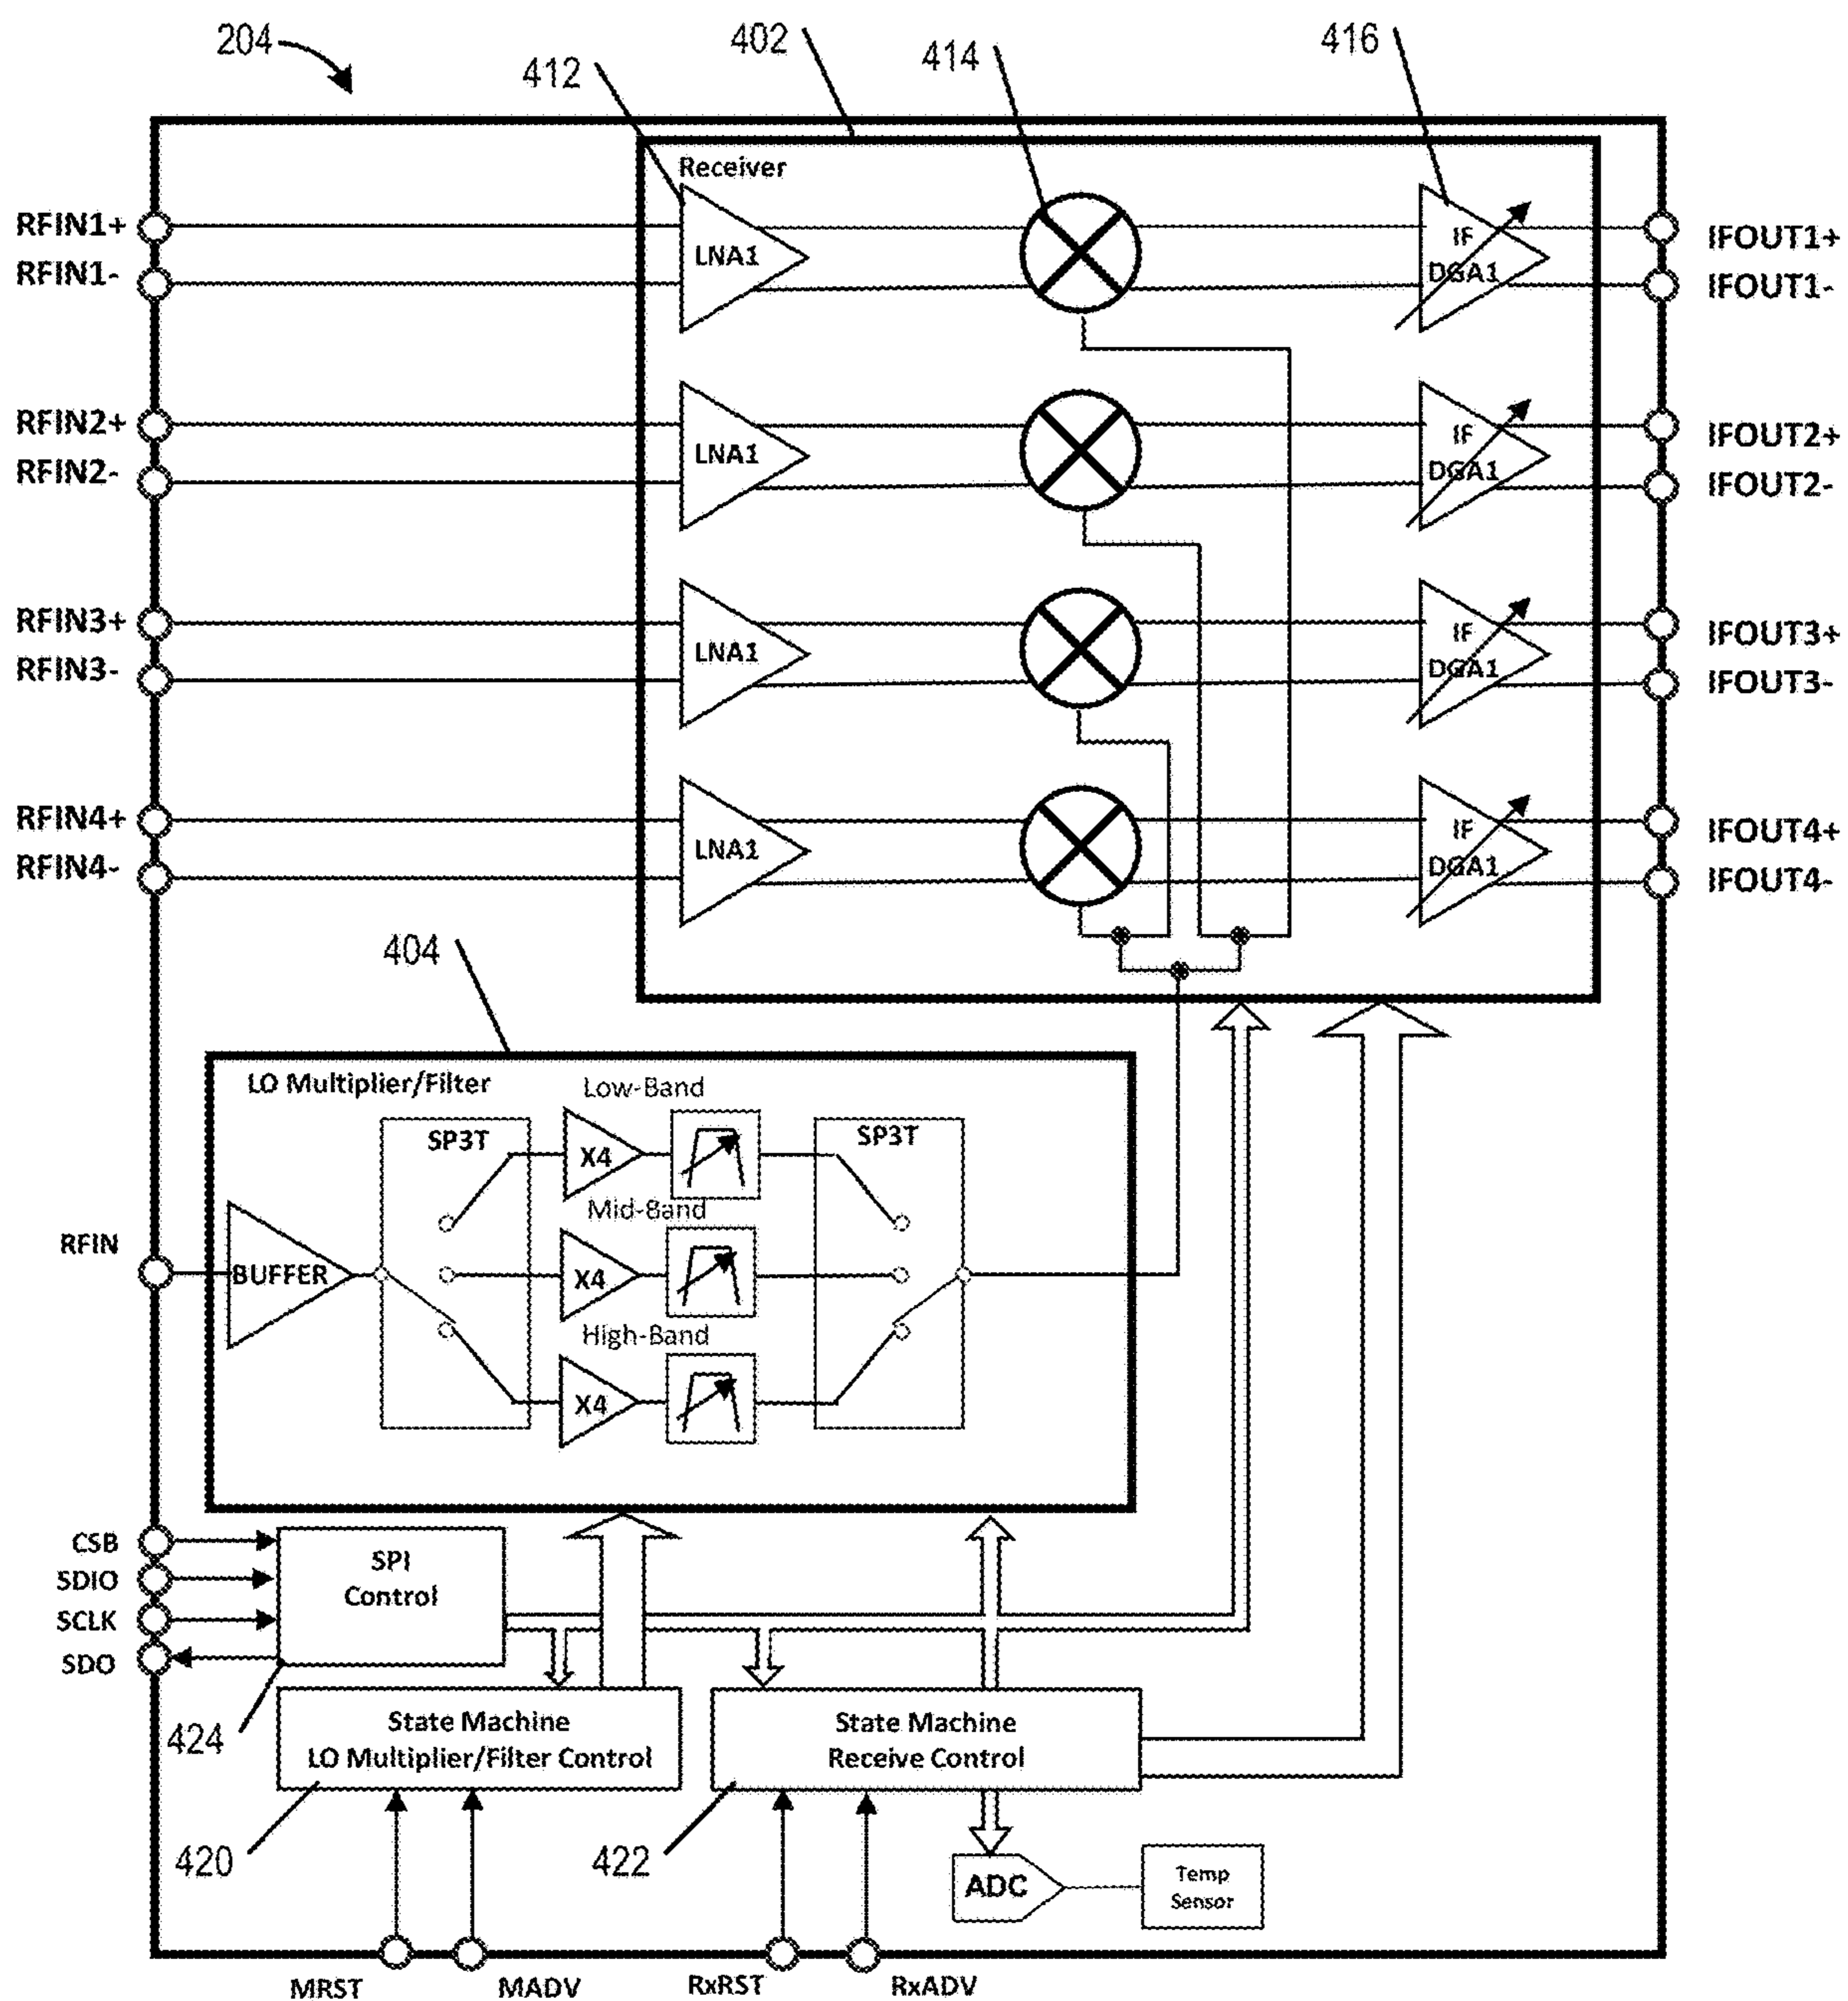 204
412
402
414
416
Receiver
RFIN1+
RFIN1-
LNA1
IF
DGA1
IFOUT1+
IFOUT1-
RFIN2+
RFIN2-
LNA1
IF
DGA1
IFOUT2+
IFOUT2-
RFIN3+
RFIN3-
LNA1
IF
DGA1
IFOUT3+
IFOUT3-
RFIN4+
RFIN4-
LNA1
IF
DGA1
IFOUT4+
IFOUT4-
404
LO Multiplier/Filter
Low-Band
SP3T
X4
SP3T
Mid-Band
RFIN
BUFFER
X4
High-Band
X4
CSB
SDIO
SCLK
SDO
SPI
Control
424
State Machine
LO Multiplier/Filter Control
State Machine
Receive Control
420
422
ADC
Temp
Sensor
MRST
MADV
RxRST
RxADV